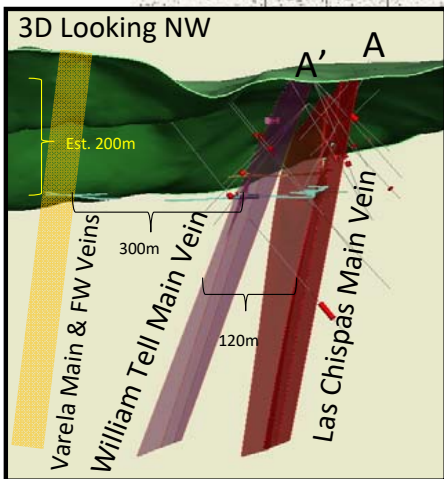 3D Looking NW
A
A’
Est. 200m
300m
120m
Varela Main & FW Veins
William Tell Main Vein
Las Chispas Main Vein